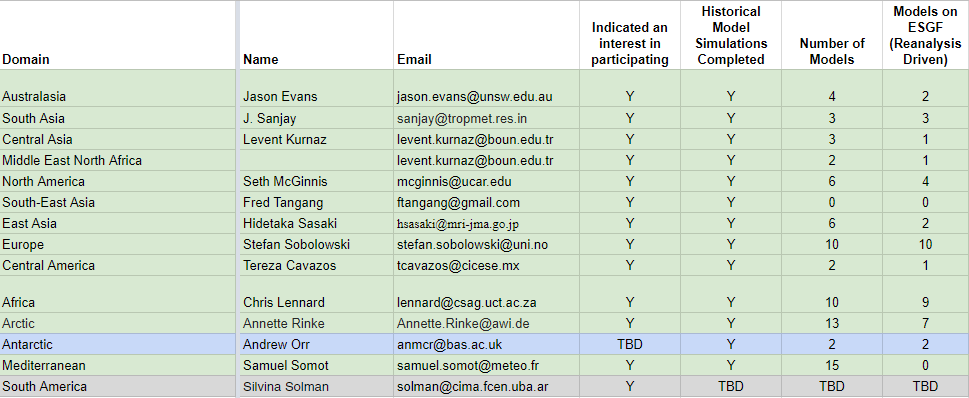 Domain Name Email Indicated an interest in participating Historical Model Simulations Completed Number of Models Models on ESGF (Reanalysis Driven)
Australasia Jason Evans jason.evans@unsw.edu.au Y Y 4 2
South Asia J. Sanjay sanjay@tropmet.res.in Y Y 3 3
Central Asia Levent Kurnaz levent.kurnaz@boun.edu.tr Y Y 3 1
Middle East North Africa levent.kurnaz@boun.edu.tr Y Y 2 1
North America Seth McGinnis mcginnis@ucar.edu Y Y 6 4
South-East Asia Fred Tangang ftangang@gmail.com Y Y 0 0
East Asia Hidetaka Sasaki hsasaki@mri-jma.go.jp Y Y 6 2
Europe Stefan Sobolowski stefan.sobolowski@uni.no Y Y 10 10
Central America Tereza Cavazos tcavazos@cicese.mx Y Y 2 1
Africa Chris Lennard lennard@csag.uct.ac.za Y Y 10 9
Arctic Annette Rinke Annette.Rinke@awi.de Y Y 13 7
Antarctic Andrew Orr anmcr@bas.ac.uk TBD Y 2 2
Mediterranean Samuel Somot samuel.somot@meteo.fr Y Y 15 0
South America Silvina Solman solman@cima.fcen.uba.ar Y TBD TBD TBD